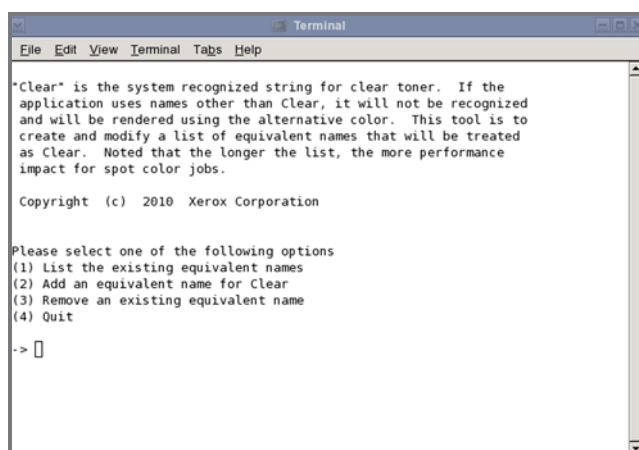 Terminal
File Edit View Terminal Tabs Help
"Clear" is the system recognized string for clear toner. If the
application uses names other than Clear, it will not be recognized
and will be rendered using the alternative color. This tool is to
create and modify a list of equivalent names that will be treated
as Clear. Noted that the longer the list, the more performance
impact for spot color jobs.
Copyright (c) 2010 Xerox Corporation
Please select one of the following options
(1) List the existing equivalent names
(2) Add an equivalent name for Clear
(3) Remove an existing equivalent name
(4) Quit
->